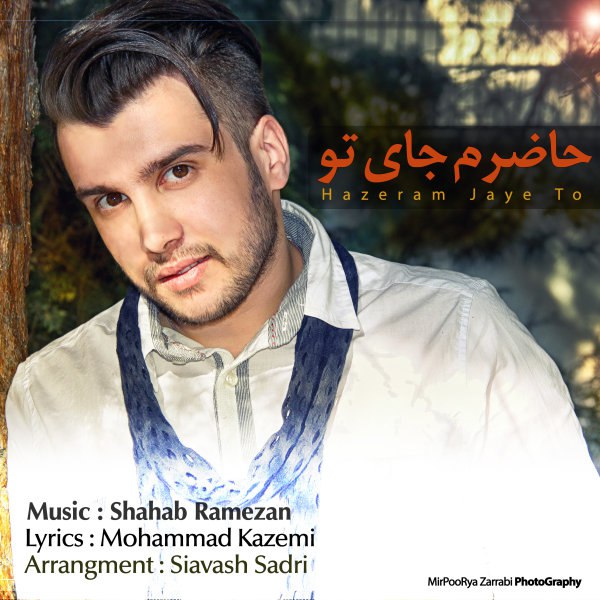 حاضرم جای تو
Hazeram Jaye To
Music : Shahab Ramezan
Lyrics : Mohammad Kazemi
Arrangment : Siavash Sadri
MirPooRya Zarrabi PhotoGraphy